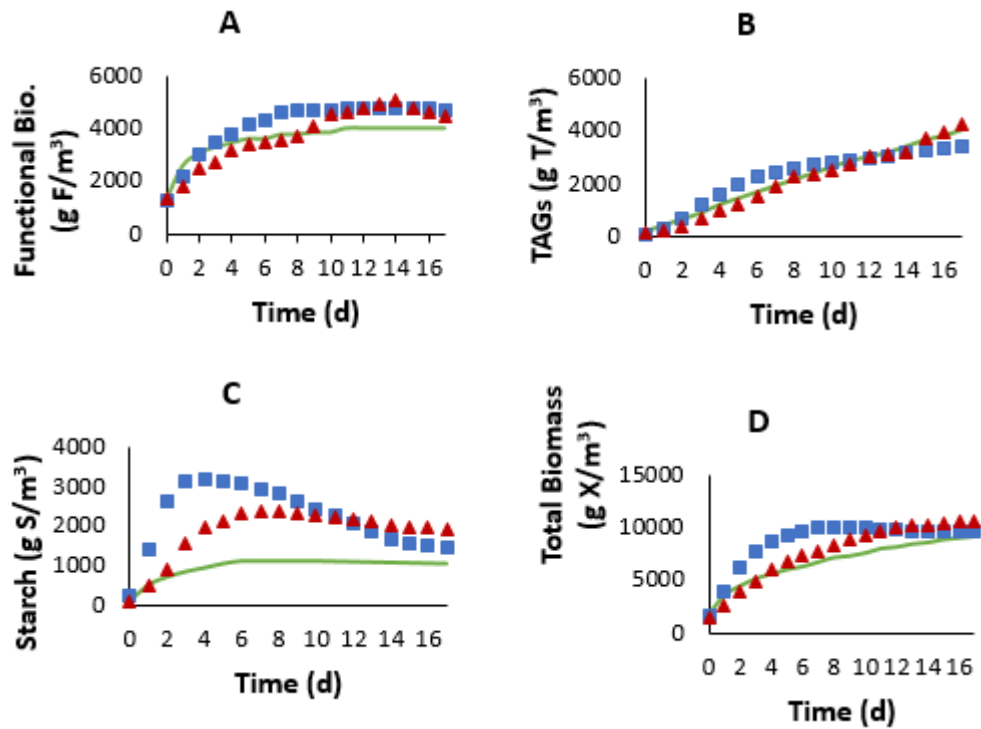 A
Functional Bio.
(g F/m³)
6000
4000
2000
0
0 2 4 6 8 10 12 14 16
Time (d)
B
TAGs (g T/m³)
6000
4000
2000
0
0 2 4 6 8 10 12 14 16
Time (d)
C
Starch (g S/m³)
4000
3000
2000
1000
0
0 2 4 6 8 10 12 14 16
Time (d)
D
Total Biomass
(g X/m³)
15000
10000
5000
0
0 2 4 6 8 10 12 14 16
Time (d)